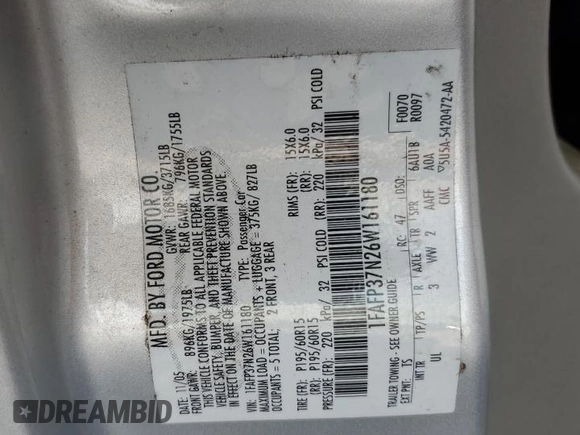 MFD. BY FORD MOTOR CO.
11/05 GVWR: 1685KG/3715LB
FRONT GAWR: 896KG/1975LB REAR GAWR: 796KG/1755LB
THIS VEHICLE CONFORMS TO ALL APPLICABLE FEDERAL MOTOR
VEHICLE SAFETY, BUMPER, AND THEFT PREVENTION STANDARDS
IN EFFECT ON THE DATE OF MANUFACTURE SHOWN ABOVE.
VIN: 1FAFP37N26W161180 TYPE: Passenger Car
MAXIMUM LOAD = OCCUPANTS + LUGGAGE = 375KG/ 827LB
OCCUPANTS = 5 TOTAL: 2 FRONT, 3 REAR
TIRE (FR): P195/60R15 RIMS (FR): 15X6.0
(RR): P195/60R15 (RR): 15X6.0
PRESSURE (FR): 220 kPa/ 32 PSI COLD (RR): 220 kPa/ 32 PSI COLD
1FAFP37N26W161180
F0070
R0097
TRAILER TOWING - SEE OWNER GUIDE
EXT PNT: TS RC: 47 DSO: 6AU1B
INT TR TP/PS R AXLE TR SPR
UL 3 WW 2 AAFF A0A
CMC
5U5A-5420472-AA
AUTOHELPERBOT.COM